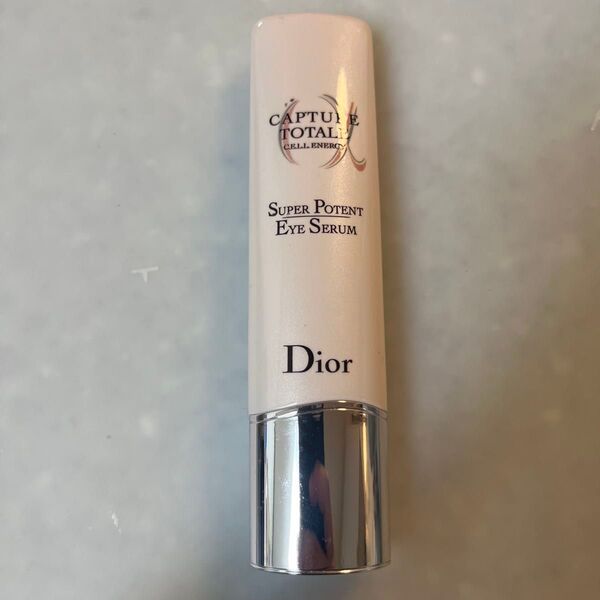 CAPTURE
TOTALE
C.E.L.L. ENERGY
SUPER POTENT
EYE SERUM
Dior